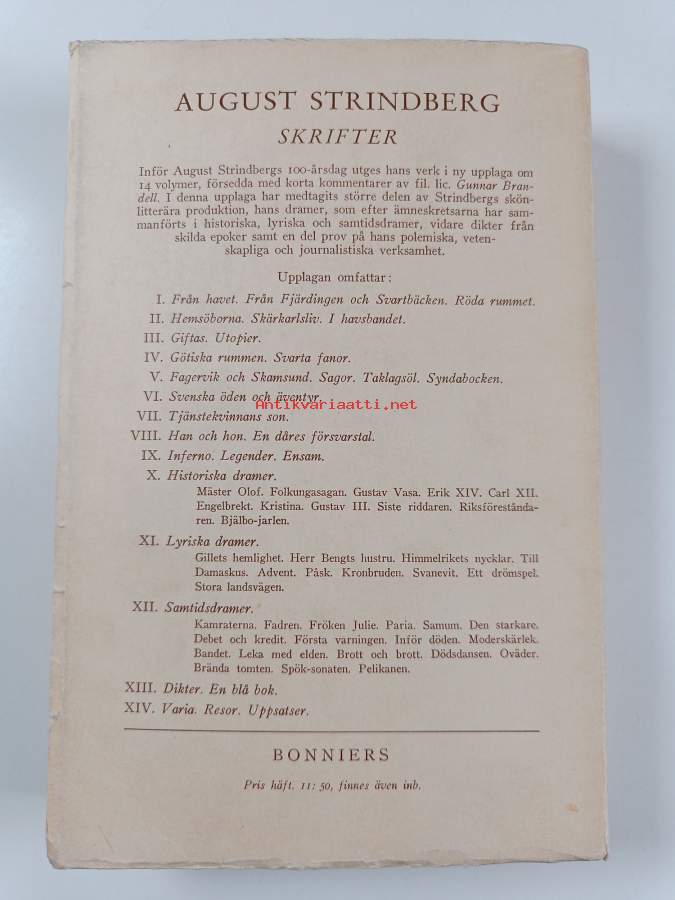 AUGUST STRINDBERG
SKRIFTER
Inför August Strindbergs 100-årsdag utges hans verk i ny upplaga om
14 volymer, försedda med korta kommentarer av fil. lic. Gunnar Bran-
dell. I denna upplaga har medtagits större delen av Strindbergs skön-
litterära produktion, hans dramer, som efter ämneskretsarna har sam-
manförts i historiska, lyriska och samtidsdramer, vidare dikter från
skilda epoker samt en del prov på hans polemiska, veten-
skapliga och journalistiska verksamhet.
Upplagan omfattar:
I. Från havet. Från Fjärdingen och Svartbäcken. Röda rummet.
II. Hemsöborna. Skärkarlsliv. I havsbandet.
III. Giftas. Utopier.
IV. Götiska rummen. Svarta fanor.
V. Fagervik och Skamsund. Sagor. Taklagsöl. Syndabocken.
VI. Svenska öden och äventyr.
Antikvariaatti.net
VII. Tjänstekvinnans son.
VIII. Han och hon. En dåres försvarstal.
IX. Inferno. Legender. Ensam.
X. Historiska dramer.
Mäster Olof. Folkungasagan. Gustav Vasa. Erik XIV. Carl XII.
Engelbrekt. Kristina. Gustav III. Siste riddaren. Riksförestånda-
ren. Bjälbo-jarlen.
XI. Lyriska dramer.
Gillets hemlighet. Herr Bengts hustru. Himmelrikets nycklar. Till
Damaskus. Advent. Påsk. Kronbruden. Svanevit. Ett drömspel.
Stora landsvägen.
XII. Samtidsdramer.
Kamraterna. Fadren. Fröken Julie. Paria. Samum. Den starkare.
Debet och kredit. Första varningen. Inför döden. Moderskärlek.
Bandet. Leka med elden. Brott och brott. Dödsdansen. Oväder.
Brända tomten. Spök-sonaten. Pelikanen.
XIII. Dikter. En blå bok.
XIV. Varia. Resor. Uppsatser.
BONNIERS
Pris häft. 11: 50, finnes även inb.